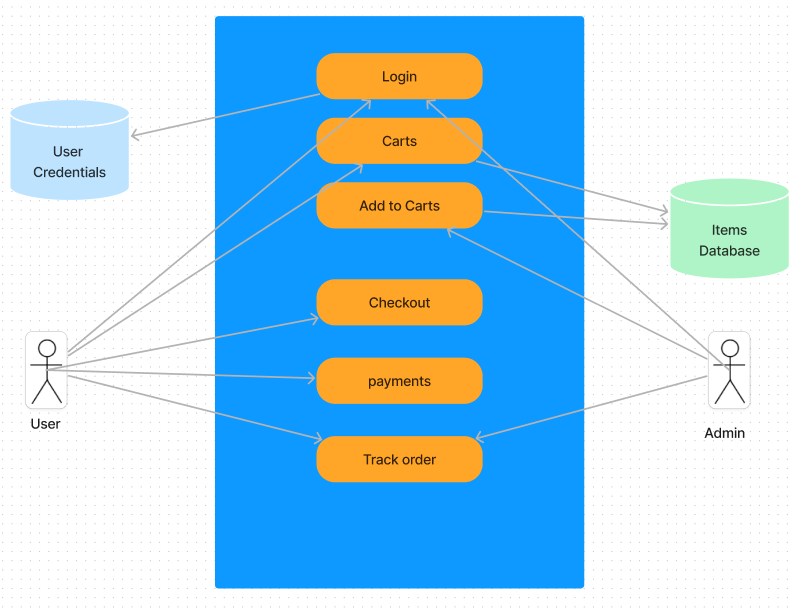 Login
User
Credentials
Carts
Add to Carts
Items
Database
Checkout
payments
User
Admin
Track order